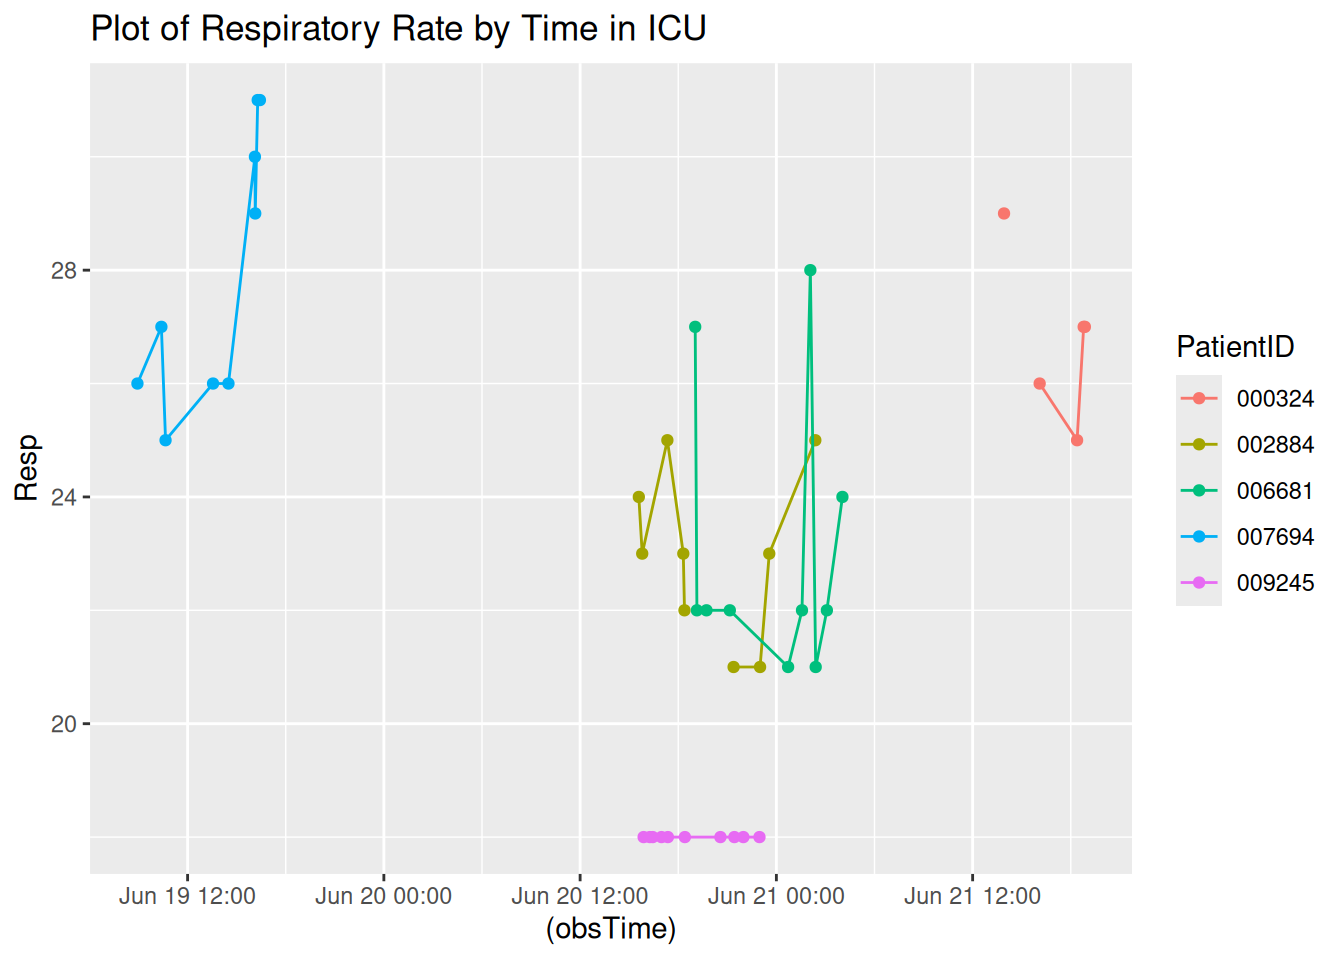 Plot of Respiratory Rate by Time in ICU
Resp
28
24
20
Jun 19 12:00 Jun 20 00:00 Jun 20 12:00 Jun 21 00:00 Jun 21 12:00
(obsTime)
PatientID
000324
002884
006681
007694
009245